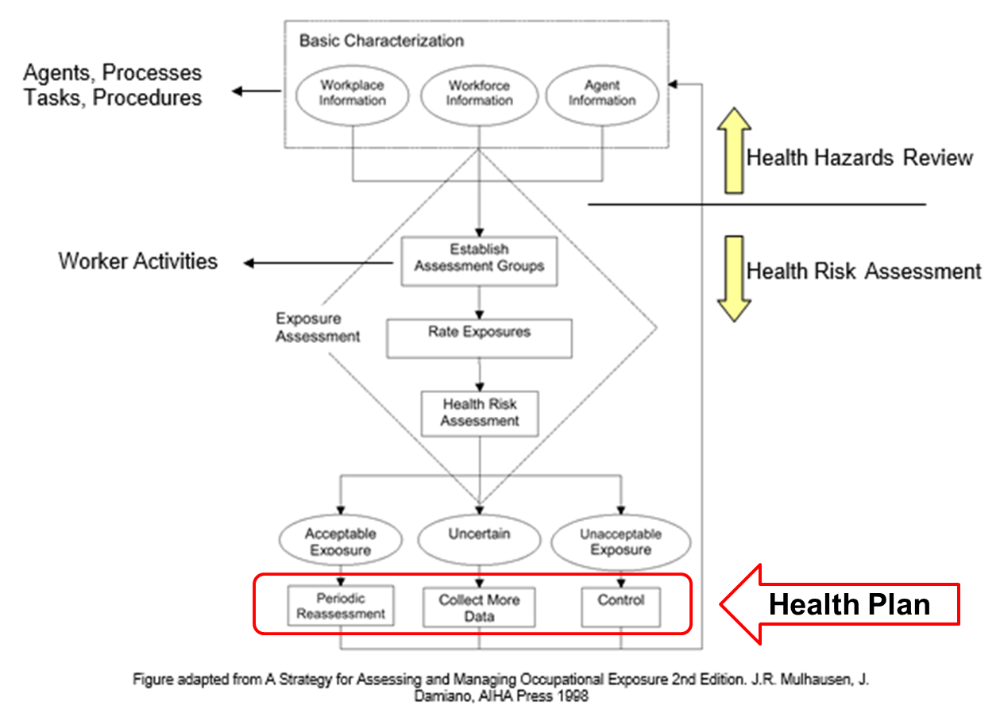 Basic Characterization
Agents, Processes
Tasks, Procedures
Workplace
Information
Workforce
Information
Agent
Information
Health Hazards Review
Establish
Assessment Groups
Worker Activities
Health Risk Assessment
Exposure
Assessment
Rate Exposures
Health Risk
Assessment
Acceptable
Exposure
Uncertain
Unacceptable
Exposure
Periodic
Reassessment
Collect More
Data
Control
Health Plan
Figure adapted from A Strategy for Assessing and Managing Occupational Exposure 2nd Edition. J.R. Mulhausen, J.
Damiano, AIHA Press 1998